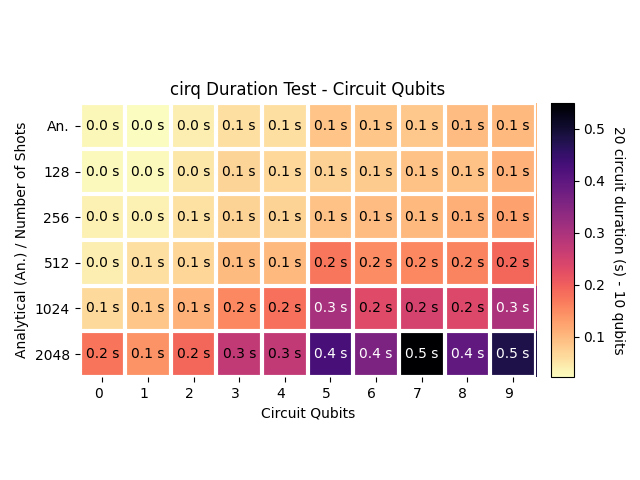 cirq Duration Test - Circuit Qubits
Analytical (An.) / Number of Shots
An. 0.0 s 0.0 s 0.0 s 0.1 s 0.1 s 0.1 s 0.1 s 0.1 s 0.1 s 0.1 s
128 0.0 s 0.0 s 0.0 s 0.1 s 0.1 s 0.1 s 0.1 s 0.1 s 0.1 s 0.1 s
256 0.0 s 0.0 s 0.1 s 0.1 s 0.1 s 0.1 s 0.1 s 0.1 s 0.1 s 0.1 s
512 0.0 s 0.1 s 0.1 s 0.1 s 0.1 s 0.2 s 0.2 s 0.2 s 0.2 s 0.2 s
1024 0.1 s 0.1 s 0.1 s 0.2 s 0.2 s 0.3 s 0.2 s 0.2 s 0.2 s 0.3 s
2048 0.2 s 0.1 s 0.2 s 0.3 s 0.3 s 0.4 s 0.4 s 0.5 s 0.4 s 0.5 s
0 1 2 3 4 5 6 7 8 9
Circuit Qubits
0.5
0.4
0.3
0.2
0.1
20 circuit duration (s) - 10 qubits